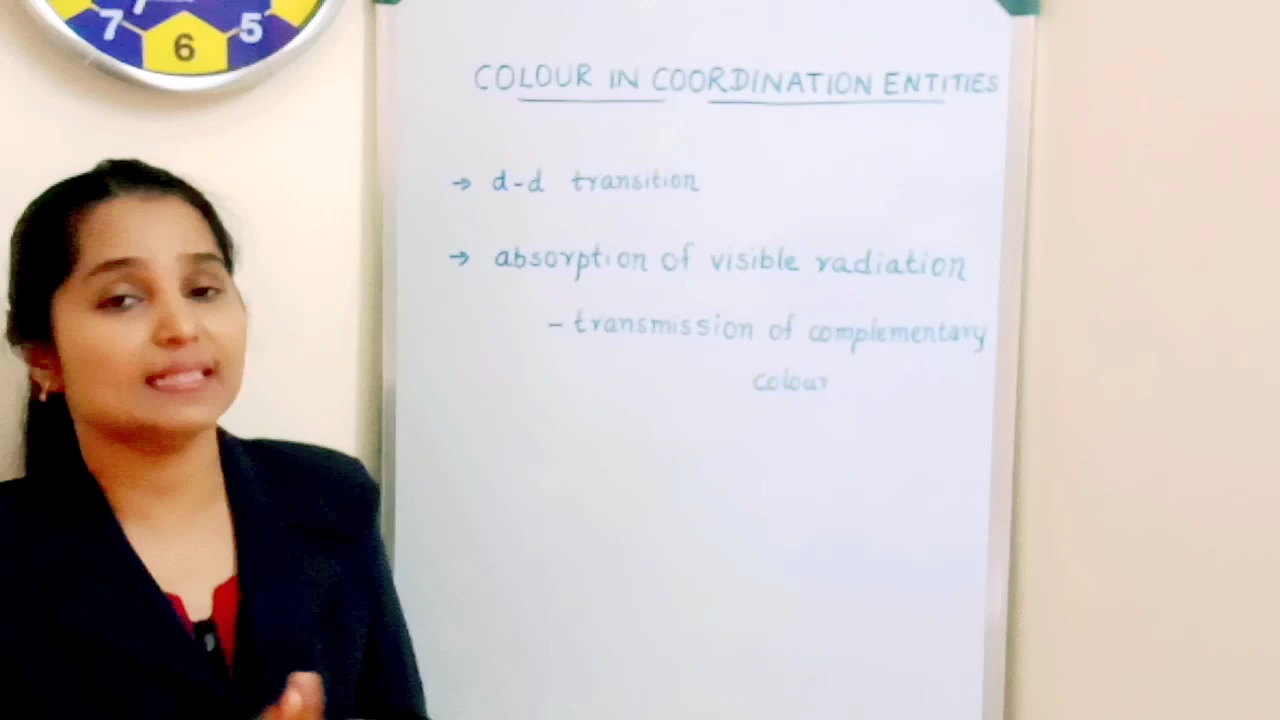 7 6 5
COLOUR IN COORDINATION ENTITIES
→ d-d transition
→ absorption of visible radiation
- transmission of complementary
colour